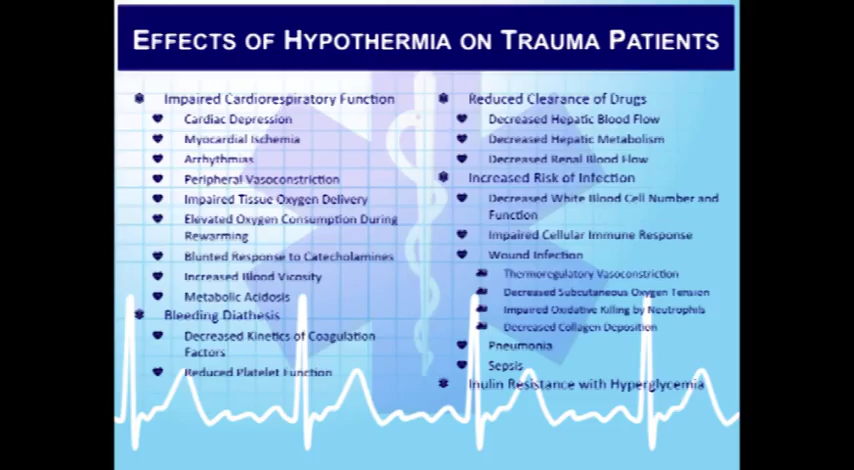 EFFECTS OF HYPOTHERMIA ON TRAUMA PATIENTS
Impaired Cardiorespiratory Function
Cardiac Depression
Myocardial Ischemia
Arrhythmias
Peripheral Vasoconstriction
Impaired Tissue Oxygen Delivery
Elevated Oxygen Consumption During
Rewarming
Blunted Response to Catecholamines
Increased Blood Vicosity
Metabolic Acidosis
Bleeding Diathesis
Decreased Kinetics of Coagulation
Factors
Reduced Platelet Function
Reduced Clearance of Drugs
Decreased Hepatic Blood Flow
Decreased Hepatic Metabolism
Decreased Renal Blood Flow
Increased Risk of Infection
Decreased White Blood Cell Number and
Function
Impaired Cellular Immune Response
Wound Infection
Thermoregulatory Vasoconstriction
Decreased Subcutaneous Oxygen Tension
Impaired Oxidative Killing by Neutrophils
Decreased Collagen Deposition
Pneumonia
Sepsis
Inulin Resistance with Hyperglycemia